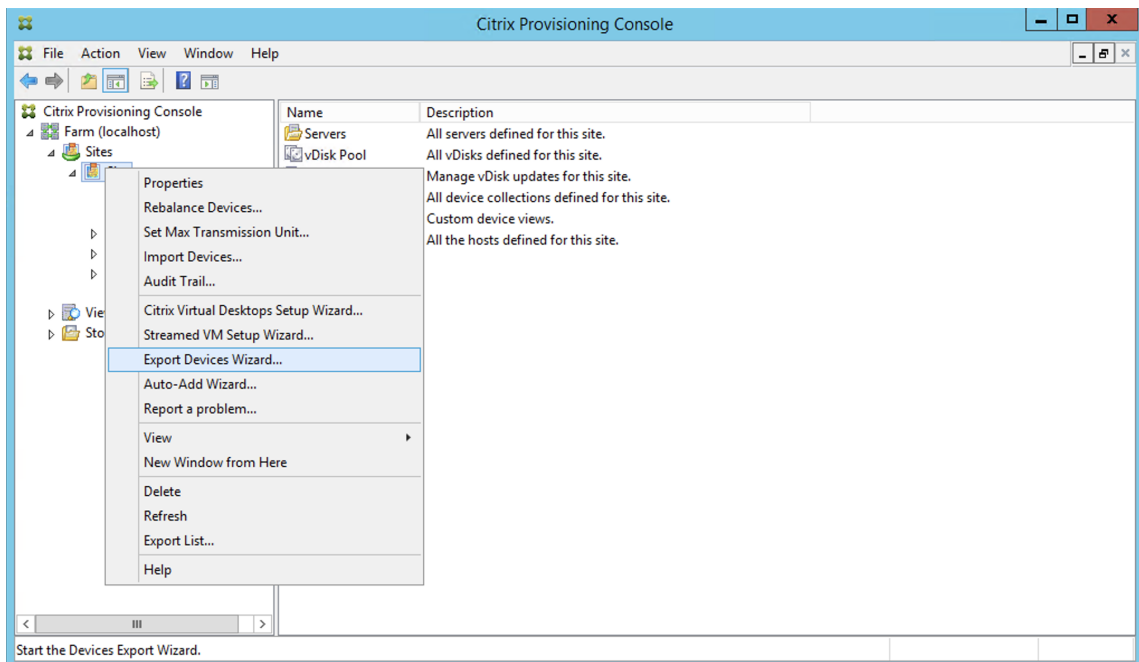 Citrix Provisioning Console
File Action View Window Help
Citrix Provisioning Console
Farm (localhost)
Sites
Vie
Sto
Name Description
Servers All servers defined for this site.
vDisk Pool All vDisks defined for this site.
Manage vDisk updates for this site.
All device collections defined for this site.
Custom device views.
All the hosts defined for this site.
Properties
Rebalance Devices...
Set Max Transmission Unit...
Import Devices...
Audit Trail...
Citrix Virtual Desktops Setup Wizard...
Streamed VM Setup Wizard...
Export Devices Wizard...
Auto-Add Wizard...
Report a problem...
View
New Window from Here
Delete
Refresh
Export List...
Help
Start the Devices Export Wizard.